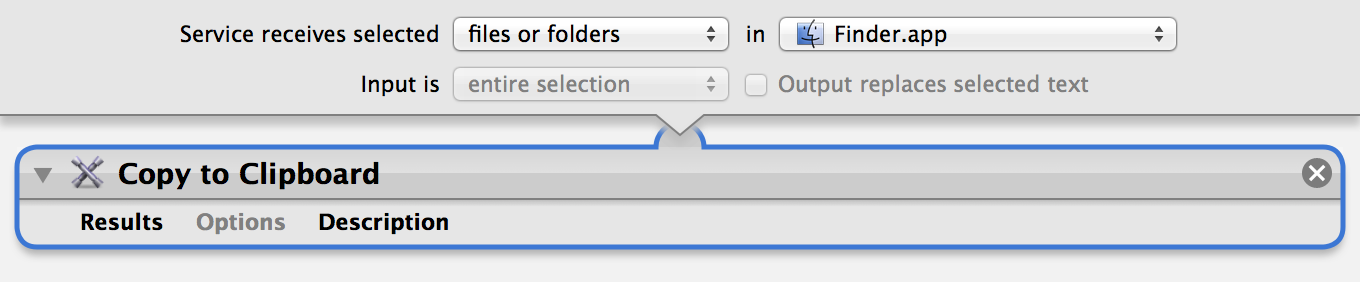 Service receives selected files or folders in Finder.app
Input is entire selection Output replaces selected text
Copy to Clipboard
Results Options Description